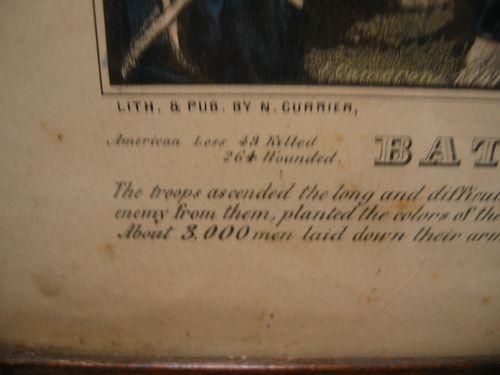 LITH. & PUB. BY N. CURRIER,
American Loss 43 Killed
264 Wounded.
BAT
The troops ascended the long and difficul
enemy from them, planted the colors of the
About 3,000 men laid down their arm